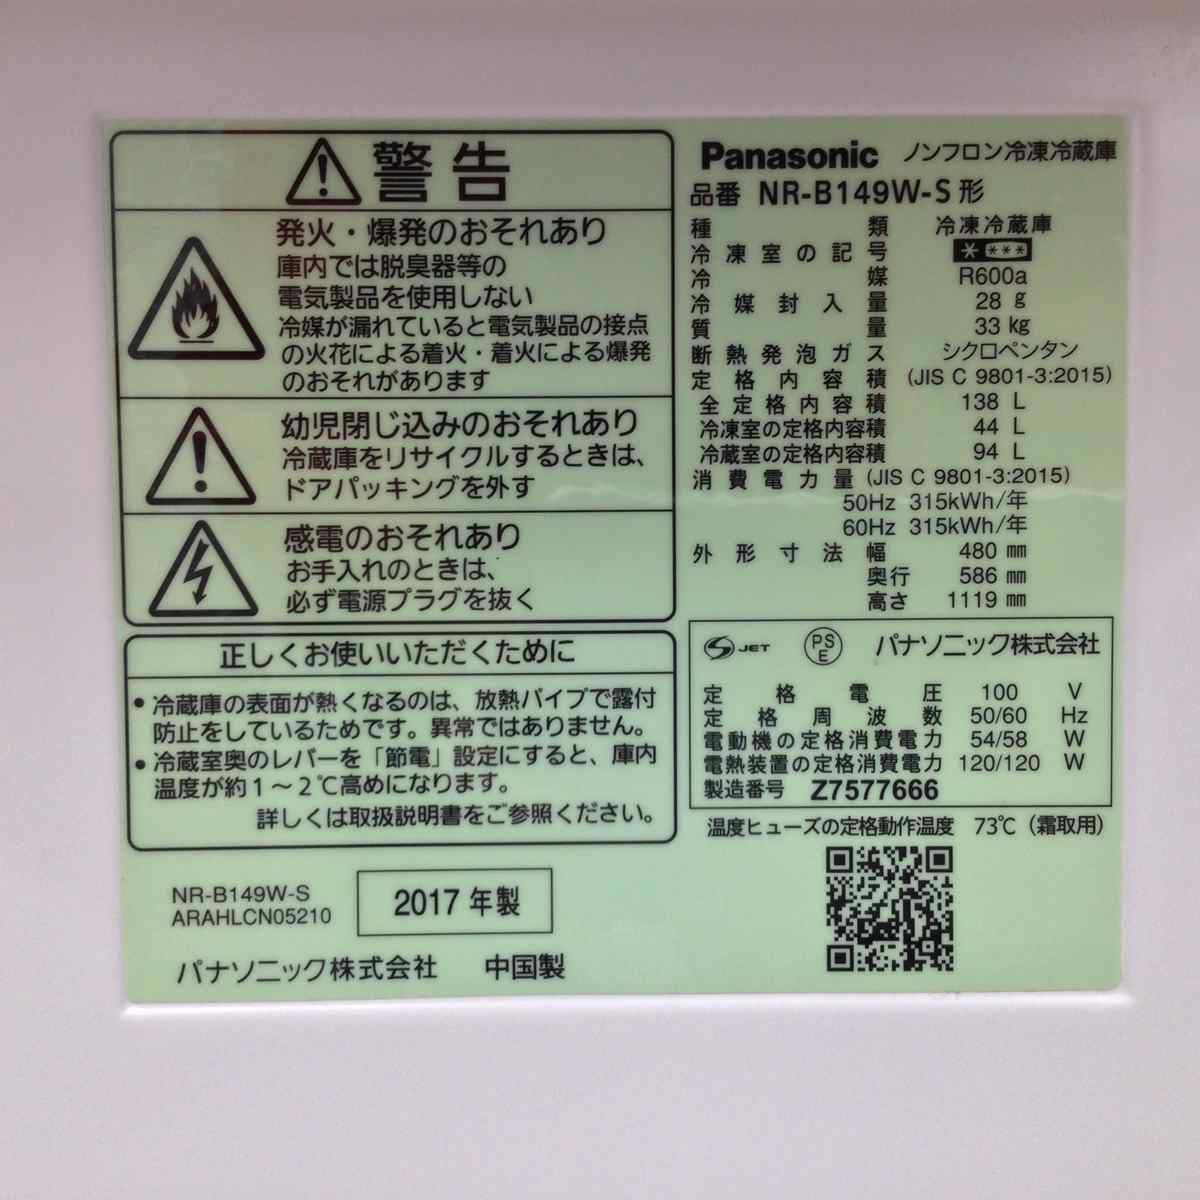 警告
発火・爆発のおそれあり
庫内では脱臭器等の
電気製品を使用しない
冷媒が漏れていると電気製品の接点
の火花による着火・着火による爆発
のおそれがあります
幼児閉じ込みのおそれあり
冷蔵庫をリサイクルするときは、
ドアパッキングを外す
感電のおそれあり
お手入れのときは、
必ず電源プラグを抜く
正しくお使いいただくために
• 冷蔵庫の表面が熱くなるのは、放熱パイプで露付
防止をしているためです。異常ではありません。
• 冷蔵室奥のレバーを「節電」設定にすると、庫内
温度が約1～2℃高めになります。
詳しくは取扱説明書をご参照ください。
NR-B149W-S
ARAHLCN05210
2017 年製
パナソニック株式会社 中国製
Panasonic ノンフロン冷凍冷蔵庫
品番 NR-B149W-S 形
種類 冷凍冷蔵庫
冷凍室の記号 * ***
冷媒 R600a
冷媒封入量 28 g
質量 33 kg
断熱発泡ガス シクロペンタン
定格内容積 (JIS C 9801-3:2015)
全定格内容積 138 L
冷凍室の定格内容積 44 L
冷蔵室の定格内容積 94 L
消費電力量 (JIS C 9801-3:2015)
50Hz 315kWh/年
60Hz 315kWh/年
外形寸法 幅 480 mm
奥行 586 mm
高さ 1119 mm
S JET PS E パナソニック株式会社
定格電圧 100 V
定格周波数 50/60 Hz
電動機の定格消費電力 54/58 W
電熱装置の定格消費電力 120/120 W
製造番号 Z7577666
温度ヒューズの定格動作温度 73℃（霜取用）